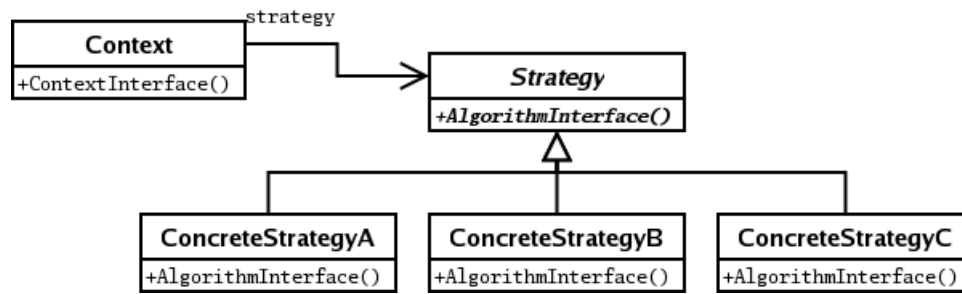 strategy
Context
+ContextInterface()
Strategy
+AlgorithmInterface()
ConcreteStrategyA
+AlgorithmInterface()
ConcreteStrategyB
+AlgorithmInterface()
ConcreteStrategyC
+AlgorithmInterface()